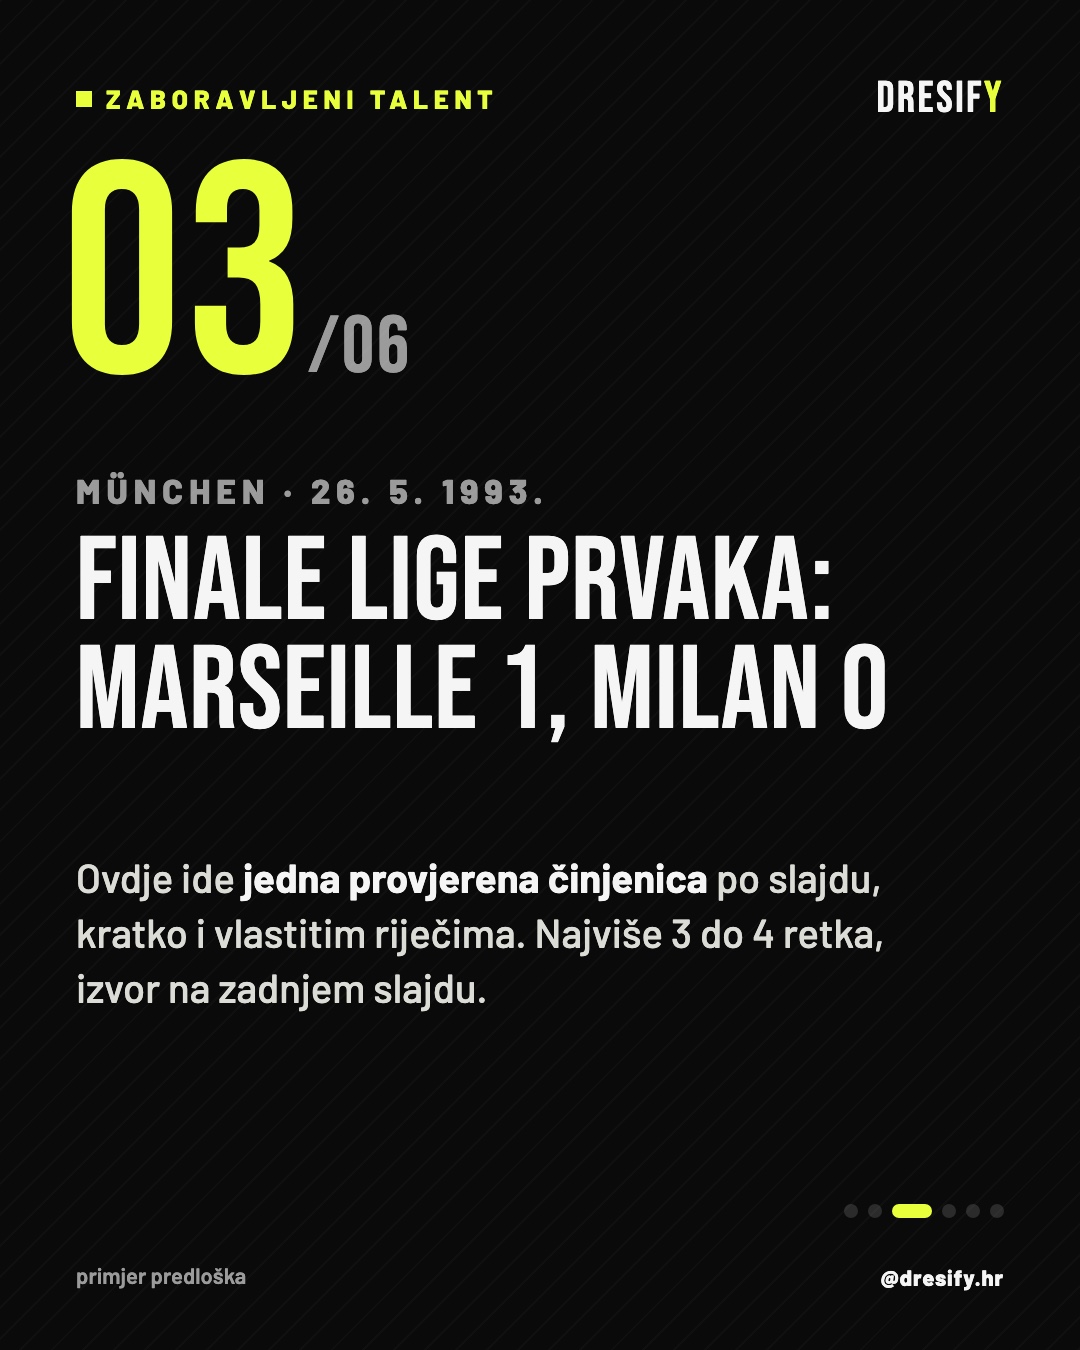 ZABORAVLJENI TALENT
DRESIFY
03/06
MÜNCHEN · 26. 5. 1993.
FINALE LIGE PRVAKA:
MARSEILLE 1, MILAN 0
Ovdje ide jedna provjerena činjenica po slajdu,
kratko i vlastitim riječima. Najviše 3 do 4 retka,
izvor na zadnjem slajdu.
primjer predloška
@dresify.hr